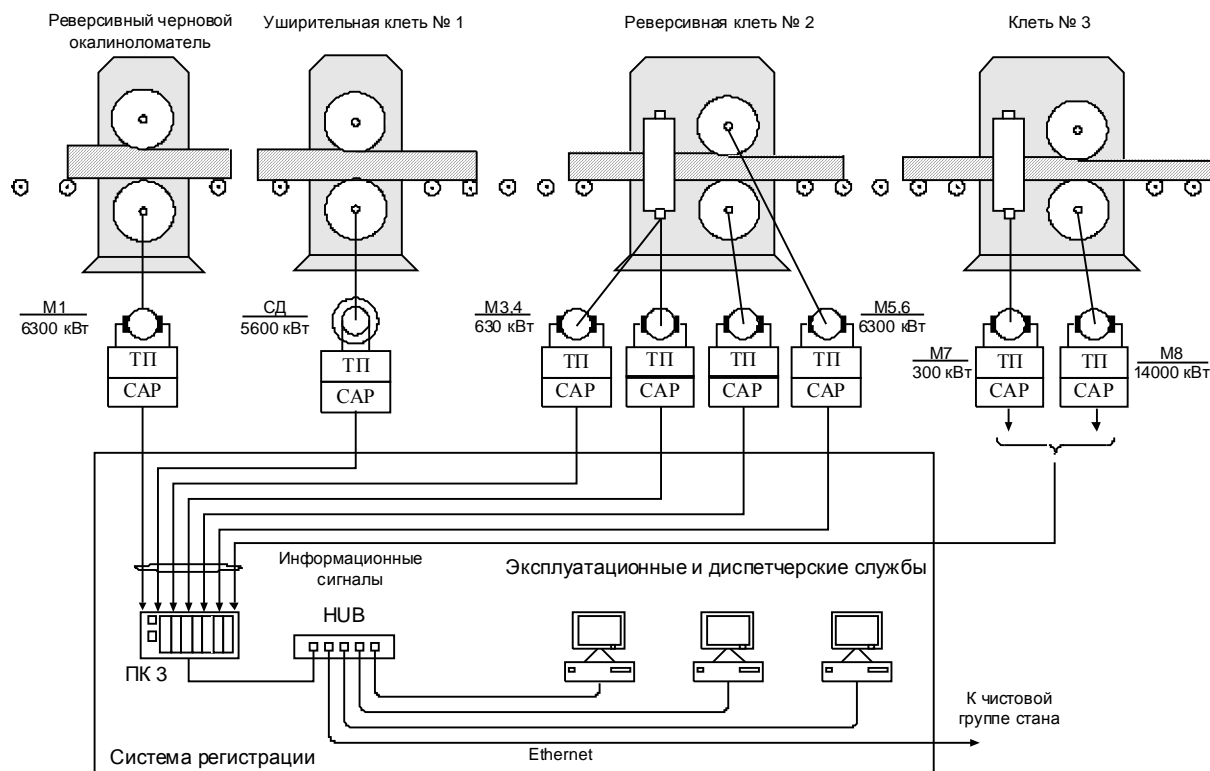 Реверсивный черновой
окалиноломатель
Уширительная клеть № 1
Реверсивная клеть № 2
Клеть № 3
М1
6300 кВт
ТП
САР
СД
5600 кВт
ТП
САР
М3,4
630 кВт
ТП
САР
ТП
САР
ТП
САР
ТП
САР
М5,6
6300 кВт
М7
300 кВт
ТП
САР
ТП
САР
М8
14000 кВт
Информационные
сигналы
Эксплуатационные и диспетчерские службы
HUB
ПК 3
К чистовой
группе стана
Ethernet
Система регистрации